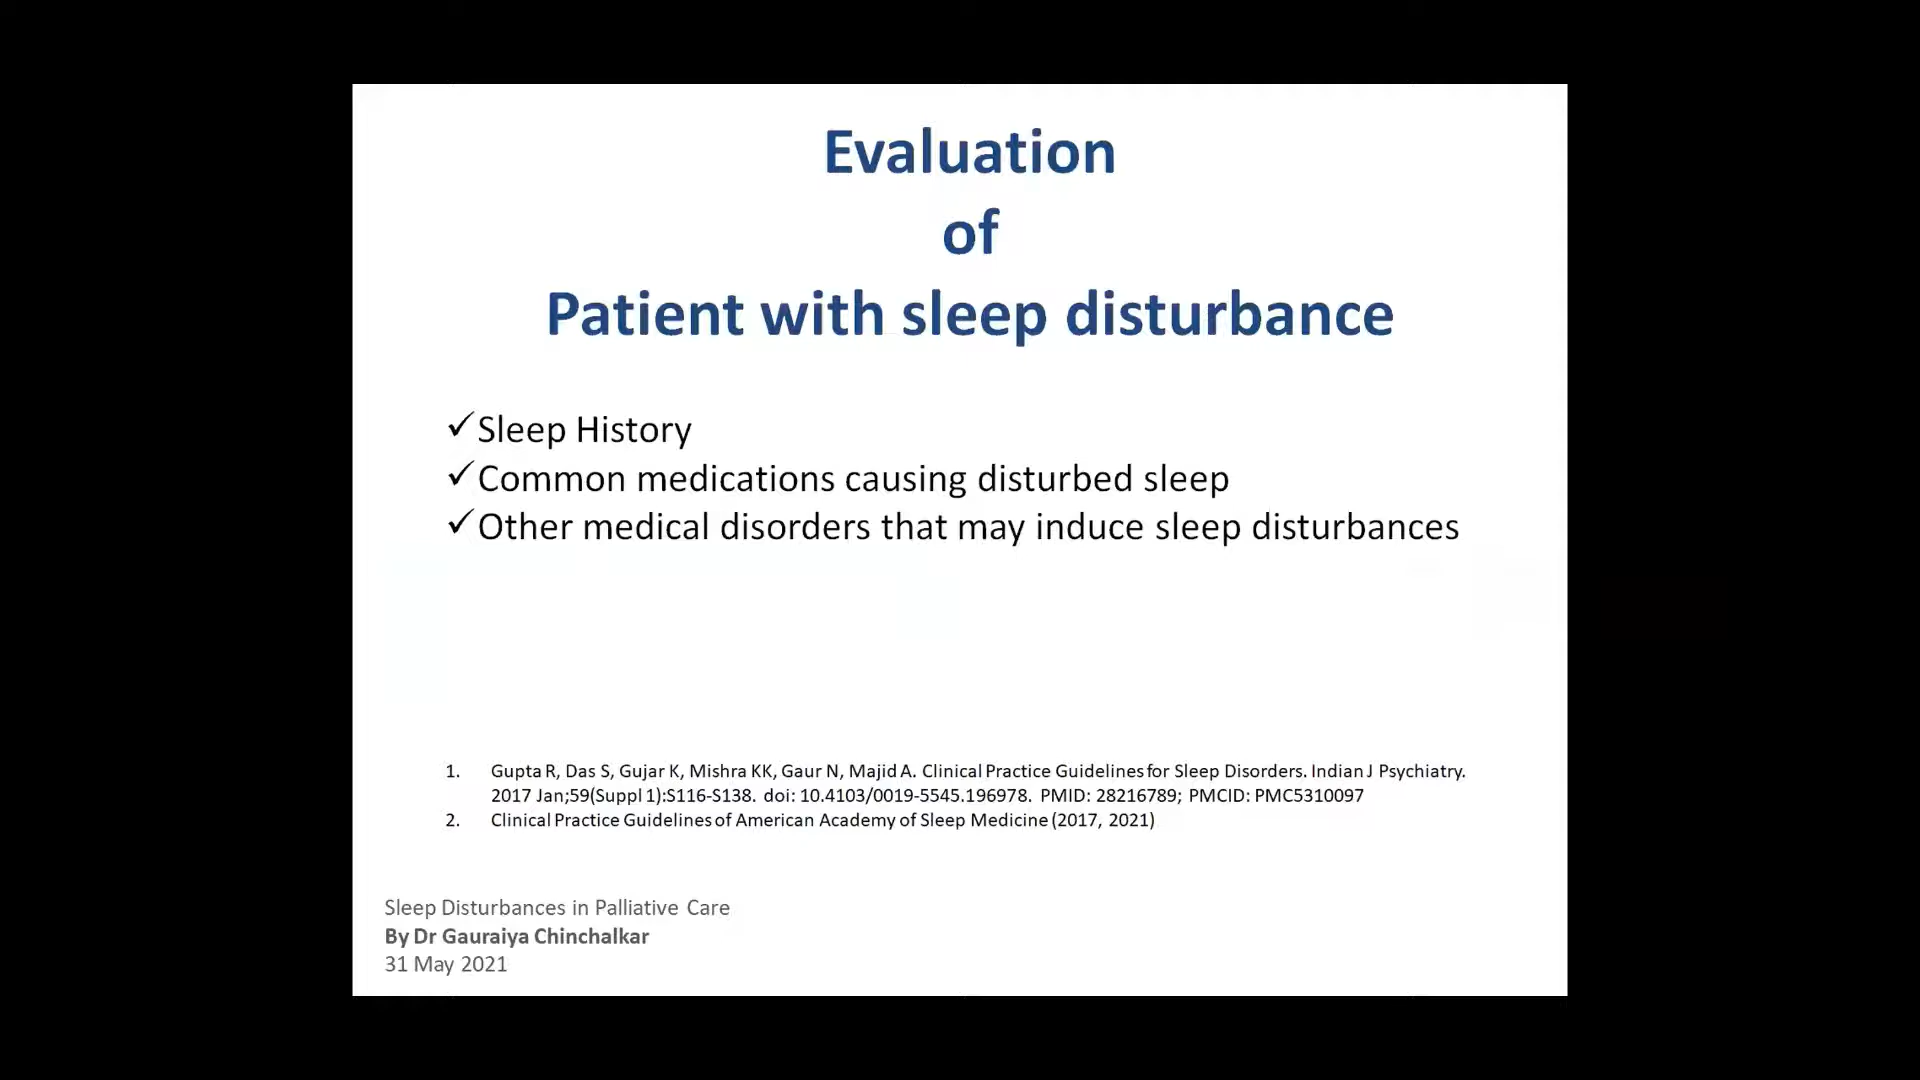 Evaluation
of
Patient with sleep disturbance
✓Sleep History
✓Common medications causing disturbed sleep
✓Other medical disorders that may induce sleep disturbances
1. Gupta R, Das S, Gujar K, Mishra KK, Gaur N, Majid A. Clinical Practice Guidelines for Sleep Disorders. Indian J Psychiatry.
2017 Jan;59(Suppl 1):S116-S138. doi: 10.4103/0019-5545.196978. PMID: 28216789; PMCID: PMC5310097
2. Clinical Practice Guidelines of American Academy of Sleep Medicine (2017, 2021)
Sleep Disturbances in Palliative Care
By Dr Gauraiya Chinchalkar
31 May 2021